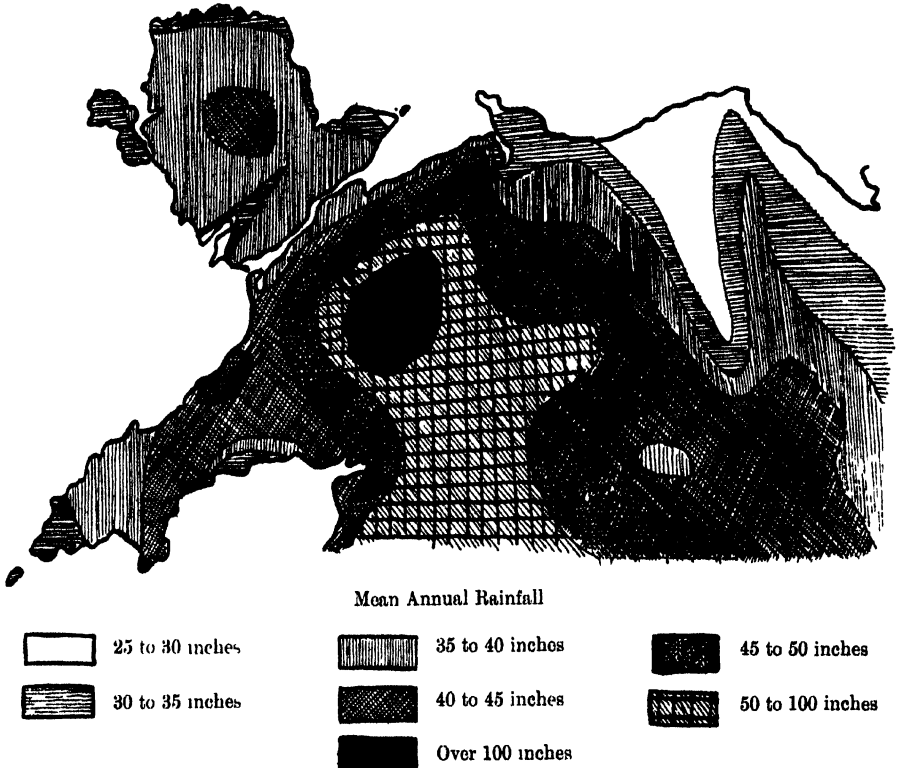 Mean Annual Rainfall
25 to 30 inches
35 to 40 inches
45 to 50 inches
30 to 35 inches
40 to 45 inches
50 to 100 inches
Over 100 inches